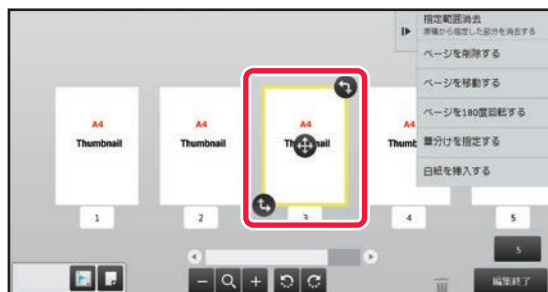 指定範囲消去
原稿から指定した部分を消去する
ページを削除する
ページを移動する
ページを180度回転する
章分けを指定する
白紙を挿入する
A4
Thumbnail
A4
Thumbnail
A4
Thumbnail
A4
Thumb
1
2
3
4
5
5
編集終了